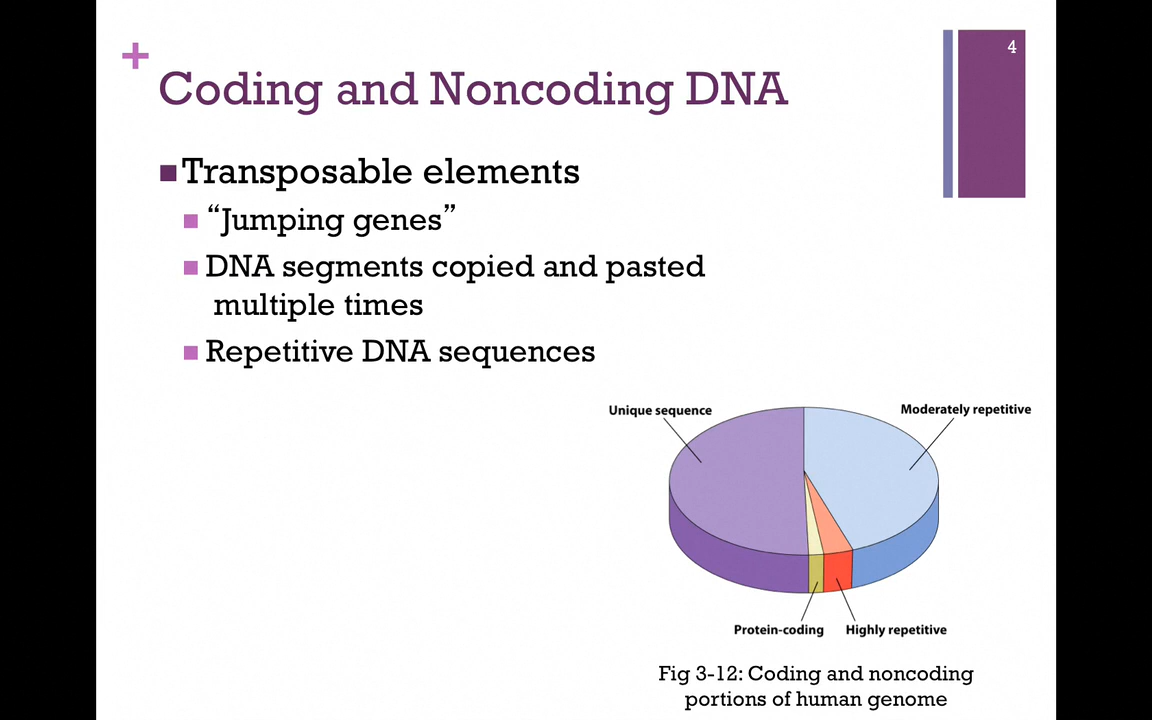 4
+
Coding and Noncoding DNA
Transposable elements
“Jumping genes”
DNA segments copied and pasted
multiple times
Repetitive DNA sequences
Unique sequence
Moderately repetitive
Protein-coding
Highly repetitive
Fig 3-12: Coding and noncoding
portions of human genome